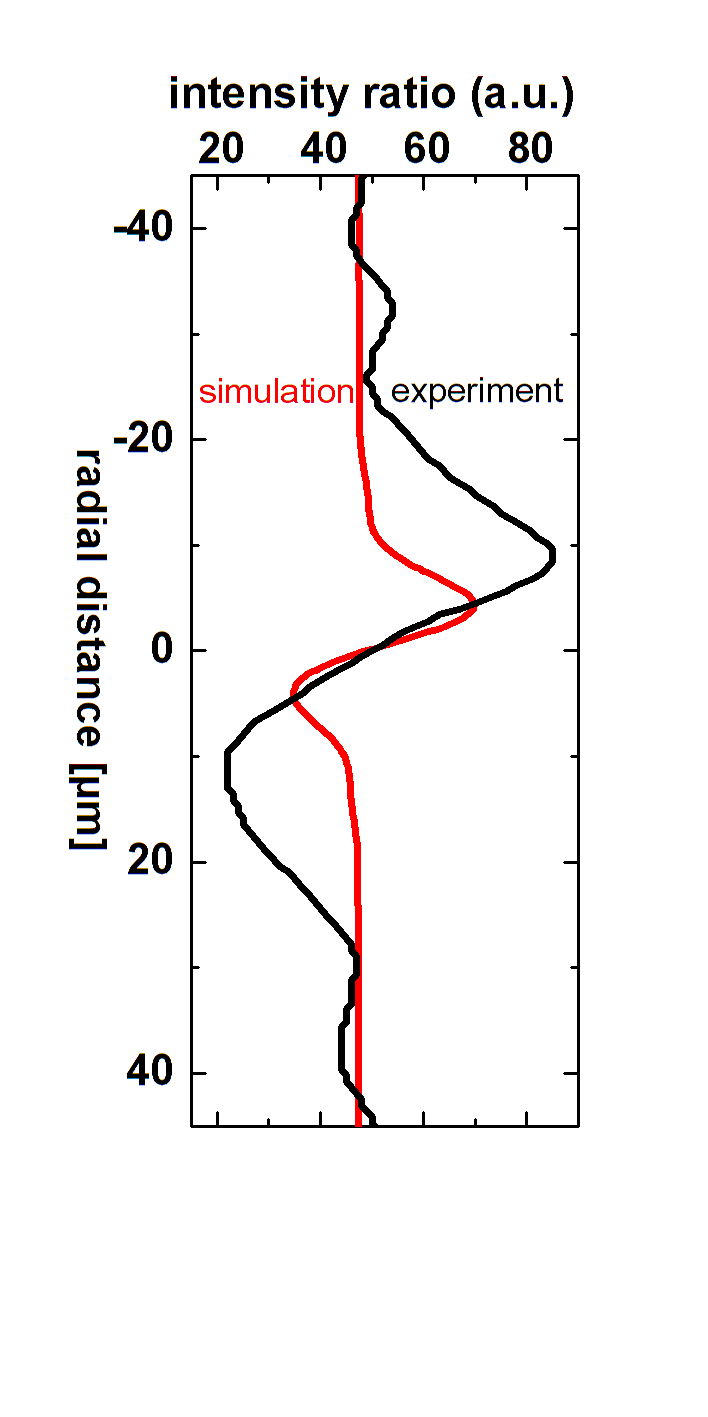 intensity ratio (a.u.)
20 40 60 80
-40
simulation experiment
-20
radial distance [µm]
0
20
40